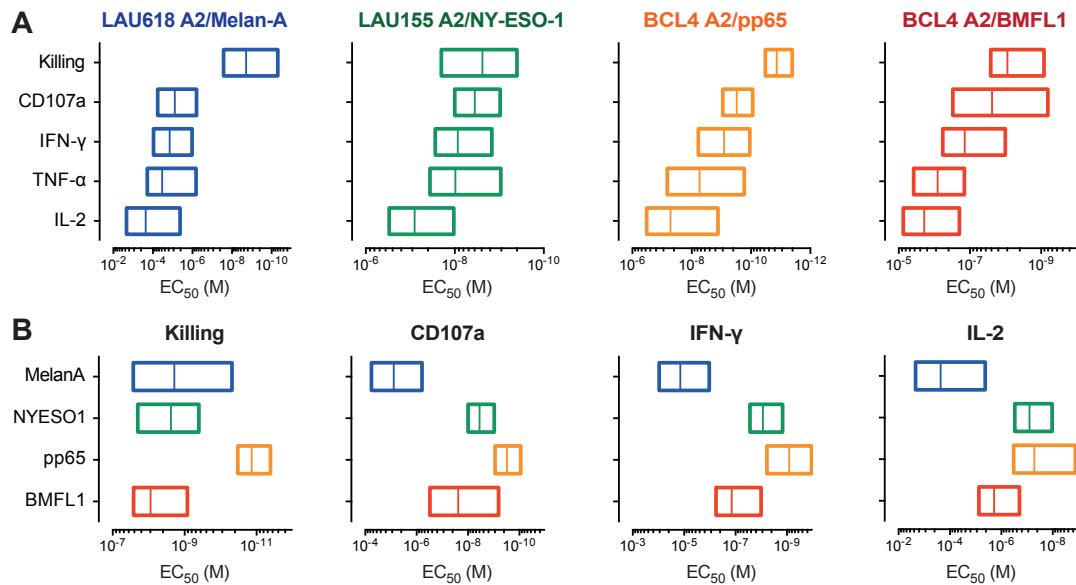 A
LAU618 A2/Melan-A LAU155 A2/NY-ESO-1 BCL4 A2/pp65 BCL4 A2/BMFL1
Killing
CD107a
IFN-γ
TNF-α
IL-2
10-2 10-4 10-6 10-8 10-10 10-6 10-8 10-10 10-6 10-8 10-10 10-12 10-5 10-7 10-9
EC50 (M) EC50 (M) EC50 (M) EC50 (M)
B
Killing CD107a IFN-γ IL-2
MelanA
NYESO1
pp65
BMFL1
10-7 10-9 10-11 10-4 10-6 10-8 10-10 10-3 10-5 10-7 10-9 10-2 10-4 10-6 10-8
EC50 (M) EC50 (M) EC50 (M) EC50 (M)